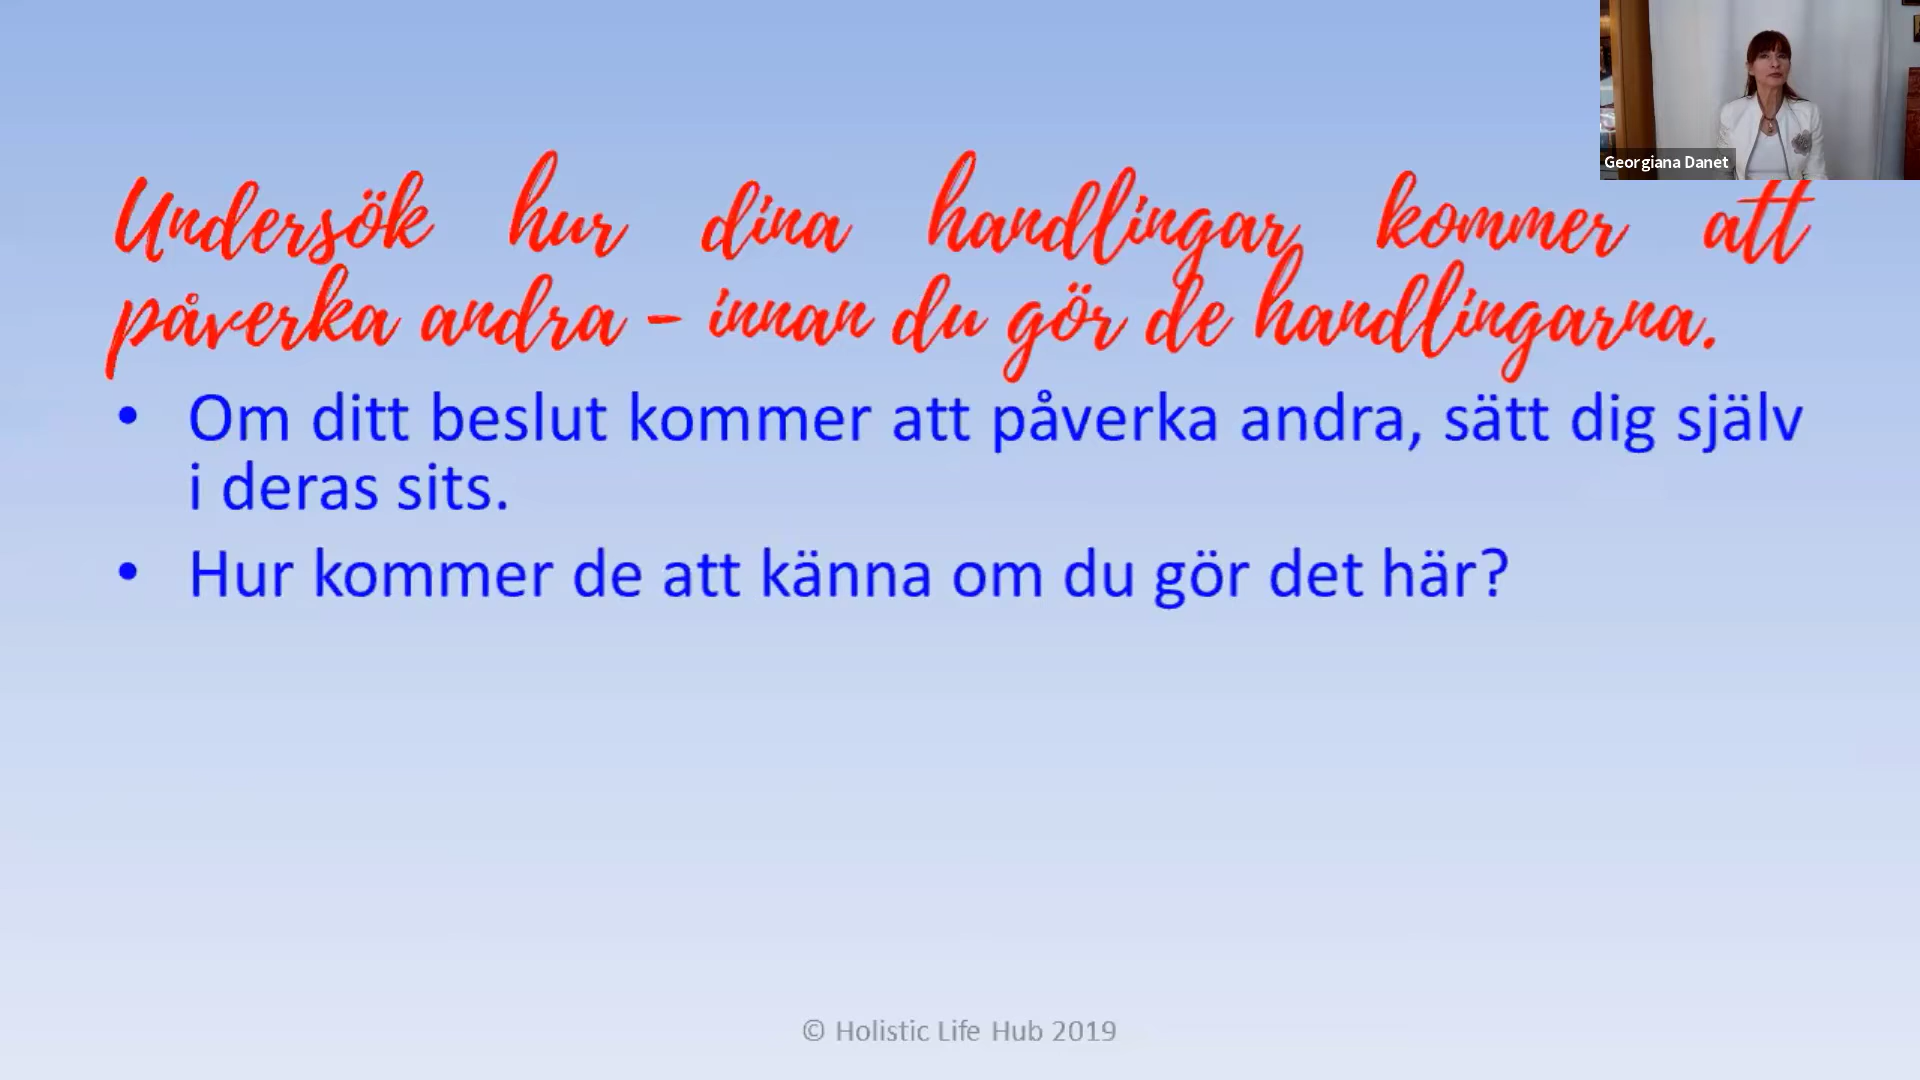 Georgiana Danet
Undersök hur dina handlingar kommer att
påverka andra - innan du gör de handlingarna.
• Om ditt beslut kommer att påverka andra, sätt dig själv
i deras sits.
• Hur kommer de att känna om du gör det här?
© Holistic Life Hub 2019